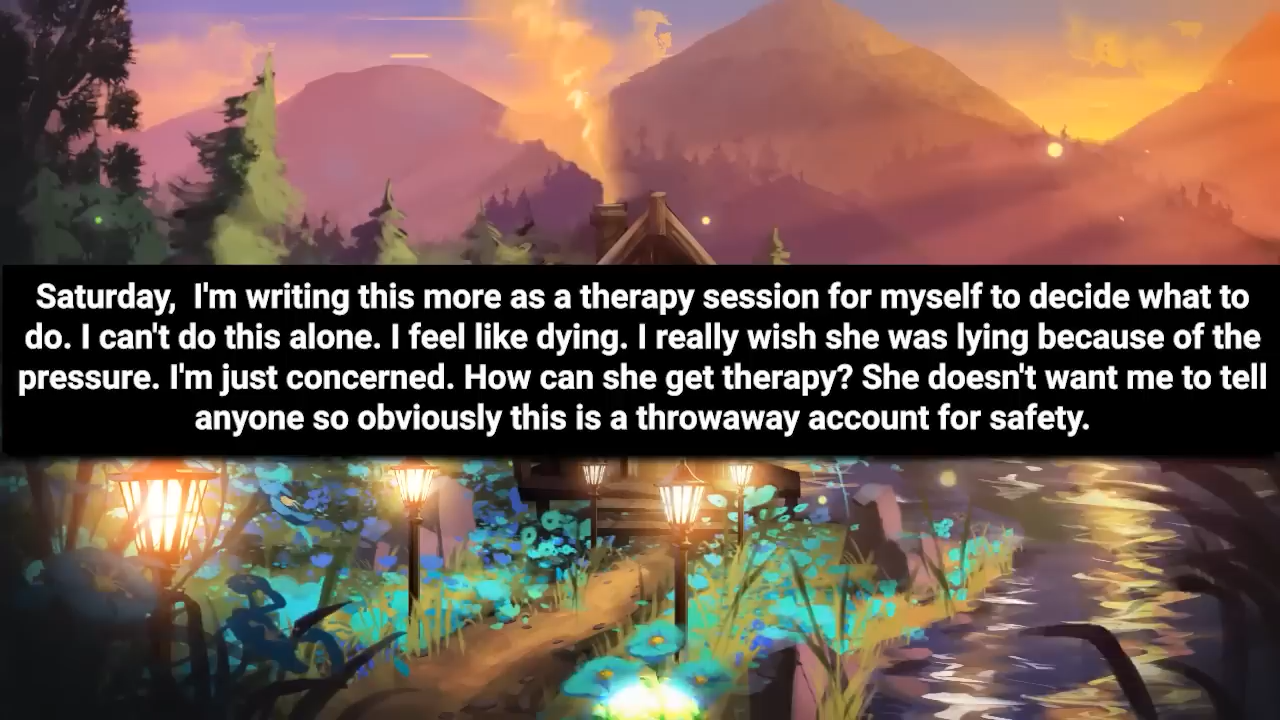 Saturday,  I'm writing this more as a therapy session for myself to decide what to
do. I can't do this alone. I feel like dying. I really wish she was lying because of the
pressure. I'm just concerned. How can she get therapy? She doesn't want me to tell
anyone so obviously this is a throwaway account for safety.